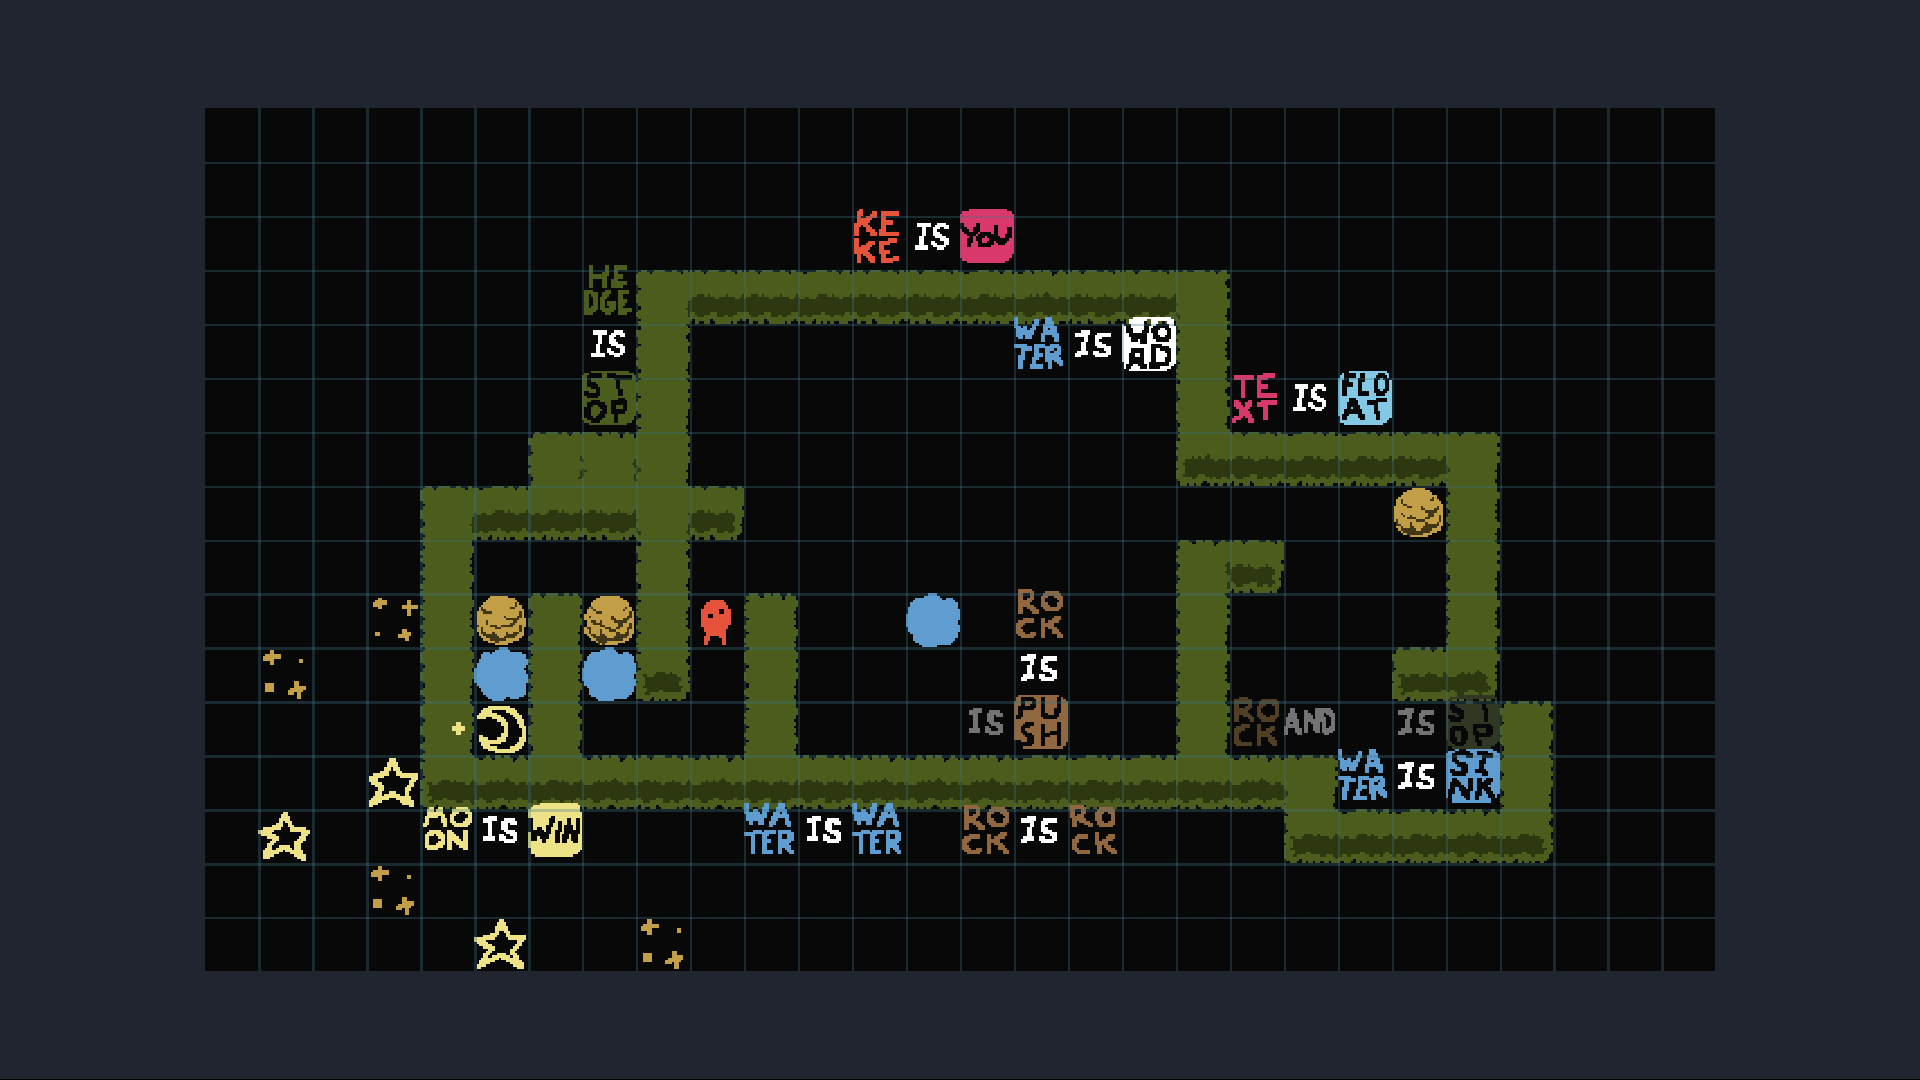 KEKE IS YOU
HEDGE IS STOP
WATER IS WORD
TEXT IS FLOAT
ROCK IS PUSH
IS
ROCK AND IS STOP
WATER IS SINK
MOON IS WIN
WATER IS WATER
ROCK IS ROCK